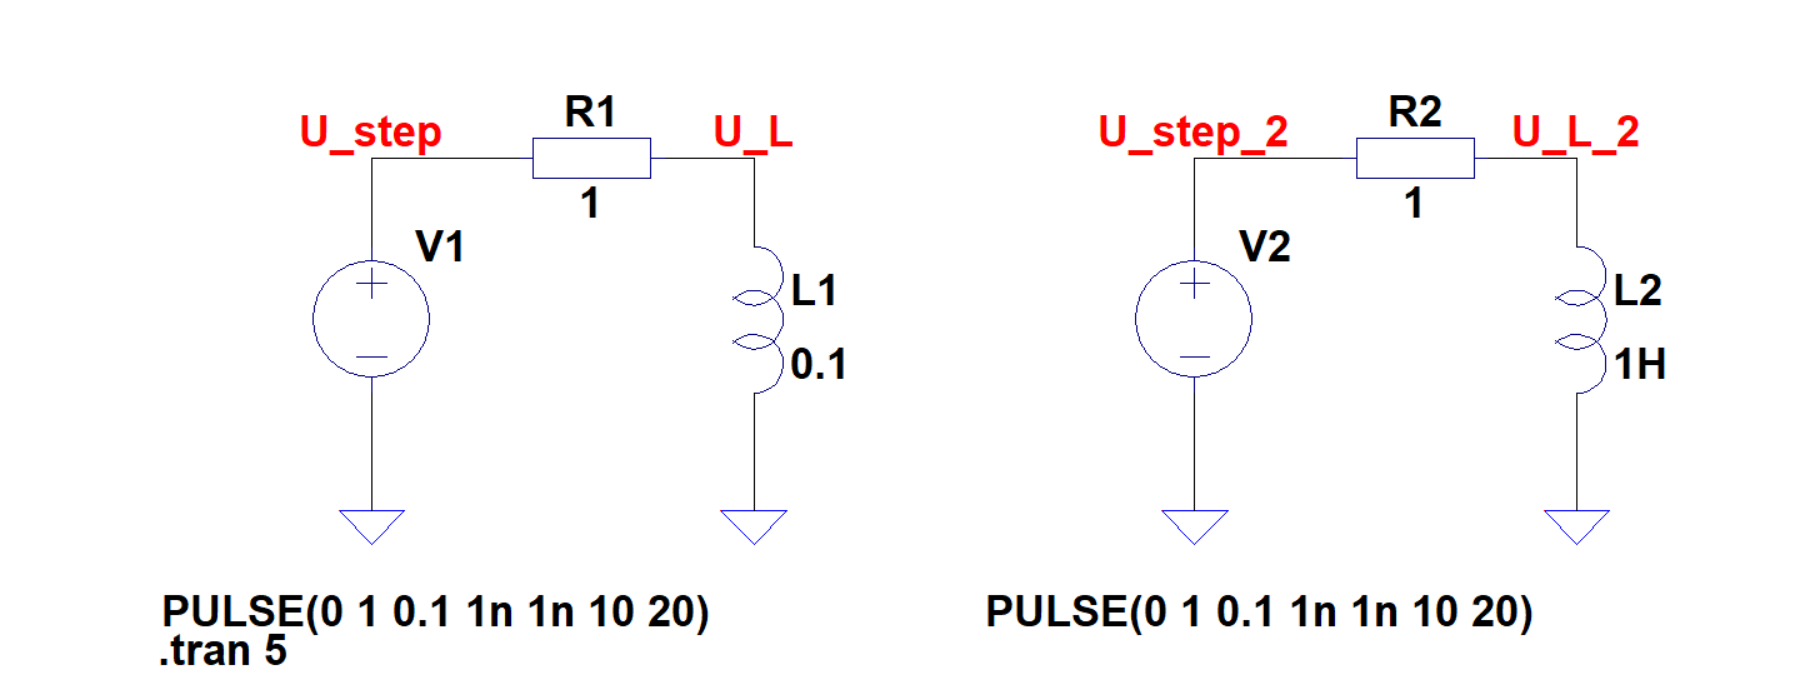 R1
R2
U_step
U_L
U_step_2
U_L_2
1
1
V1
V2
L1
L2
0.1
1H
PULSE(0 1 0.1 1n 1n 10 20)
PULSE(0 1 0.1 1n 1n 10 20)
.tran 5